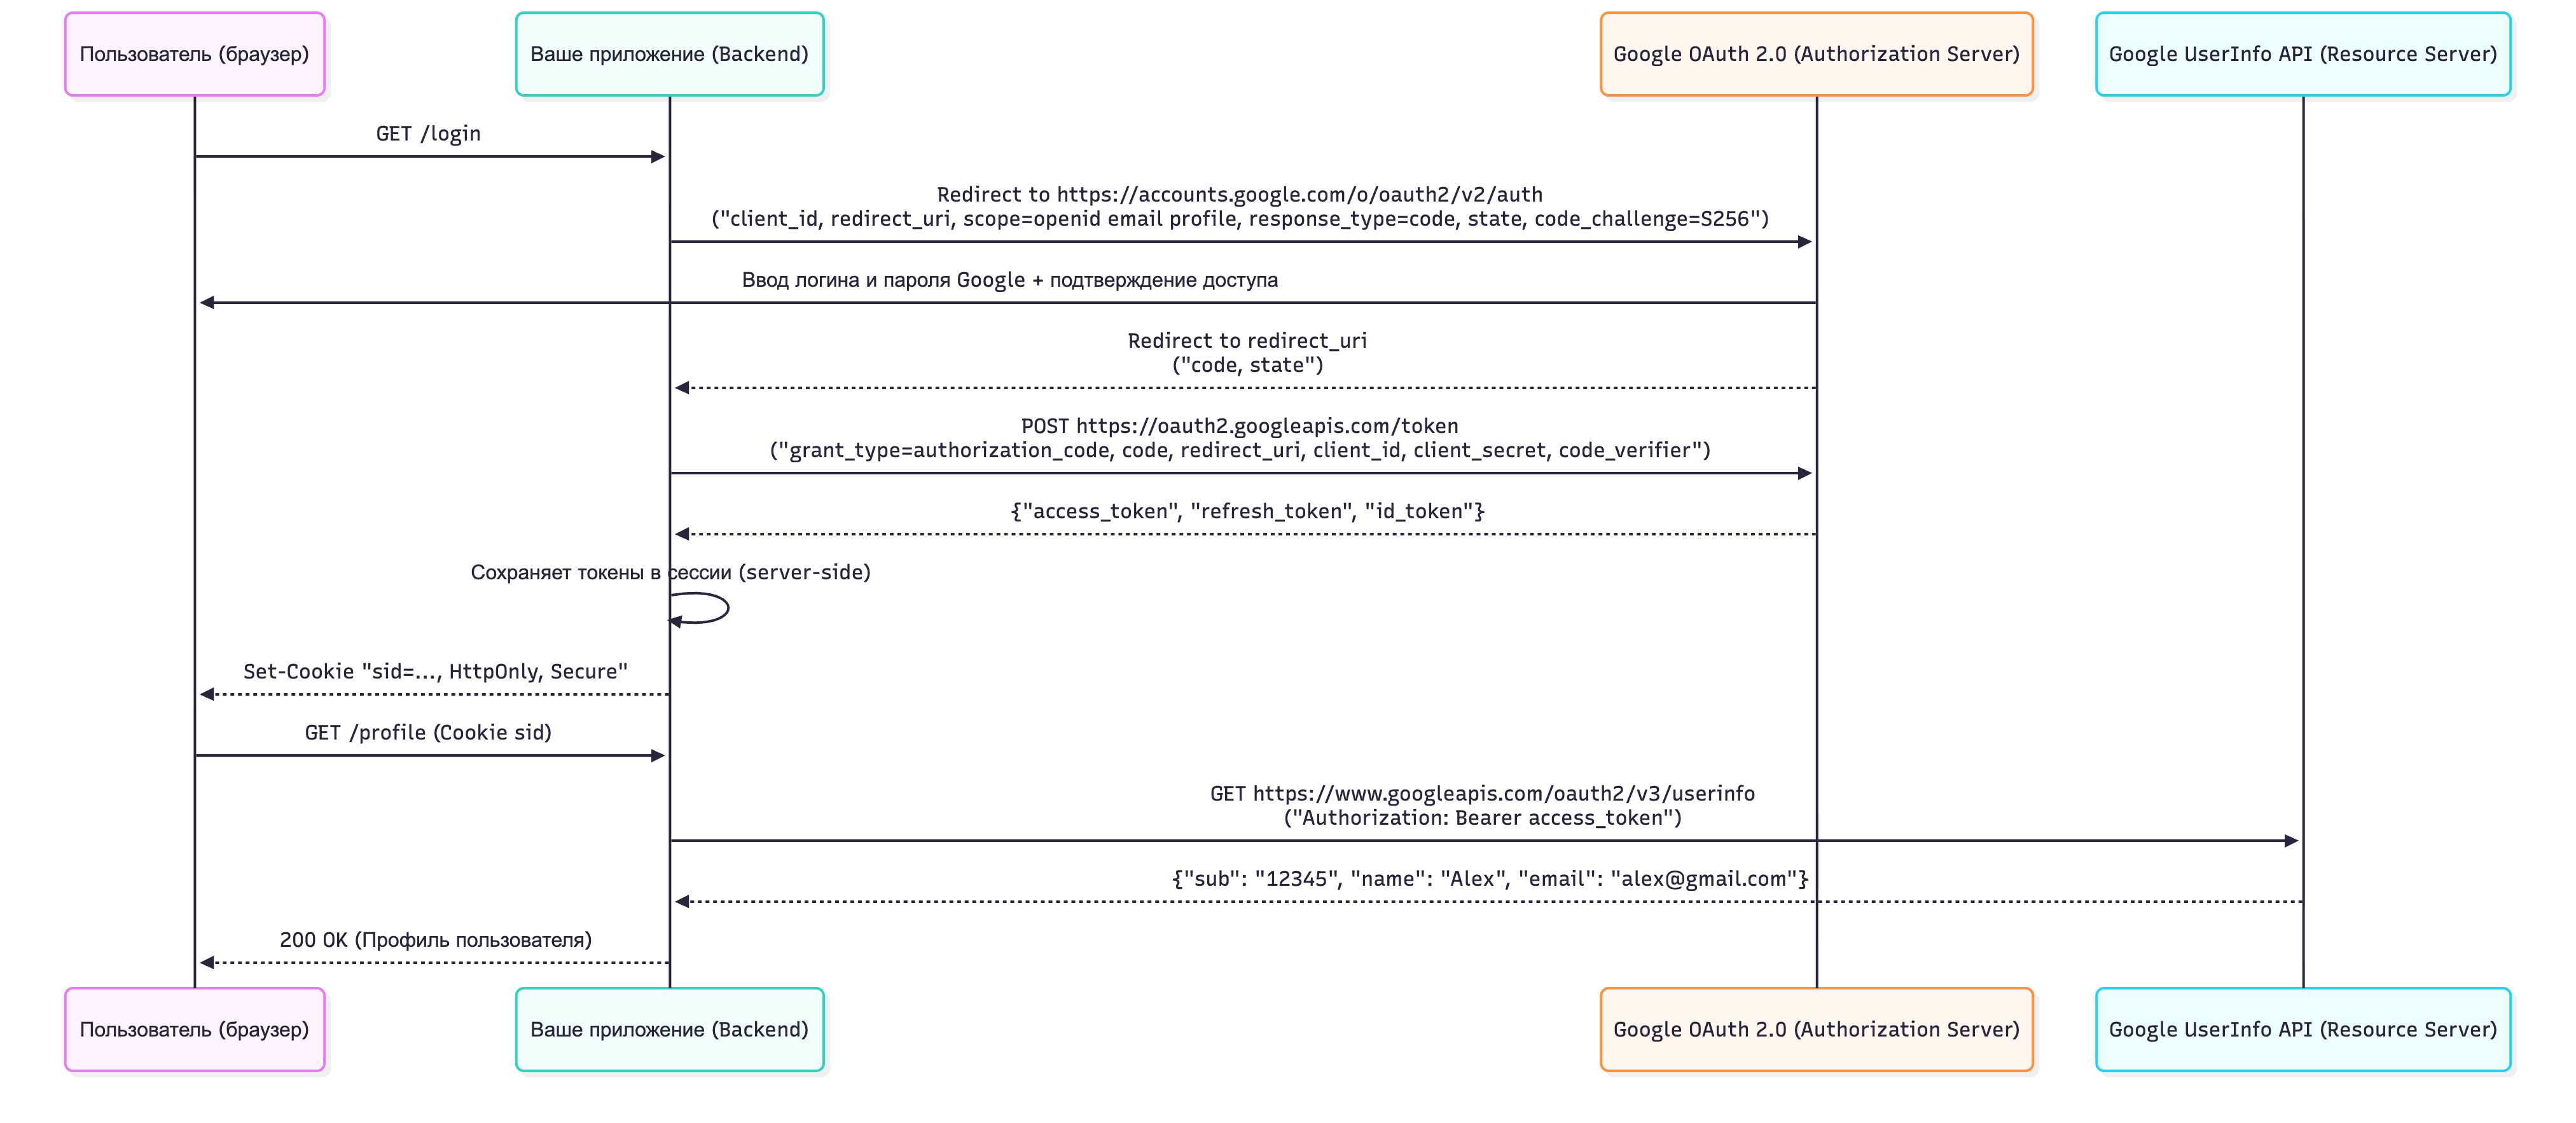 Пользователь (браузер)
Ваше приложение (Backend)
Google OAuth 2.0 (Authorization Server)
Google UserInfo API (Resource Server)
GET /login
Redirect to https://accounts.google.com/o/oauth2/v2/auth
("client_id, redirect_uri, scope=openid email profile, response_type=code, state, code_challenge=S256")
Ввод логина и пароля Google + подтверждение доступа
Redirect to redirect_uri
("code, state")
POST https://oauth2.googleapis.com/token
("grant_type=authorization_code, code, redirect_uri, client_id, client_secret, code_verifier")
{"access_token", "refresh_token", "id_token"}
Сохраняет токены в сессии (server-side)
Set-Cookie "sid=..., HttpOnly, Secure"
GET /profile (Cookie sid)
GET https://www.googleapis.com/oauth2/v3/userinfo
("Authorization: Bearer access_token")
{"sub": "12345", "name": "Alex", "email": "alex@gmail.com"}
200 OK (Профиль пользователя)
Пользователь (браузер)
Ваше приложение (Backend)
Google OAuth 2.0 (Authorization Server)
Google UserInfo API (Resource Server)